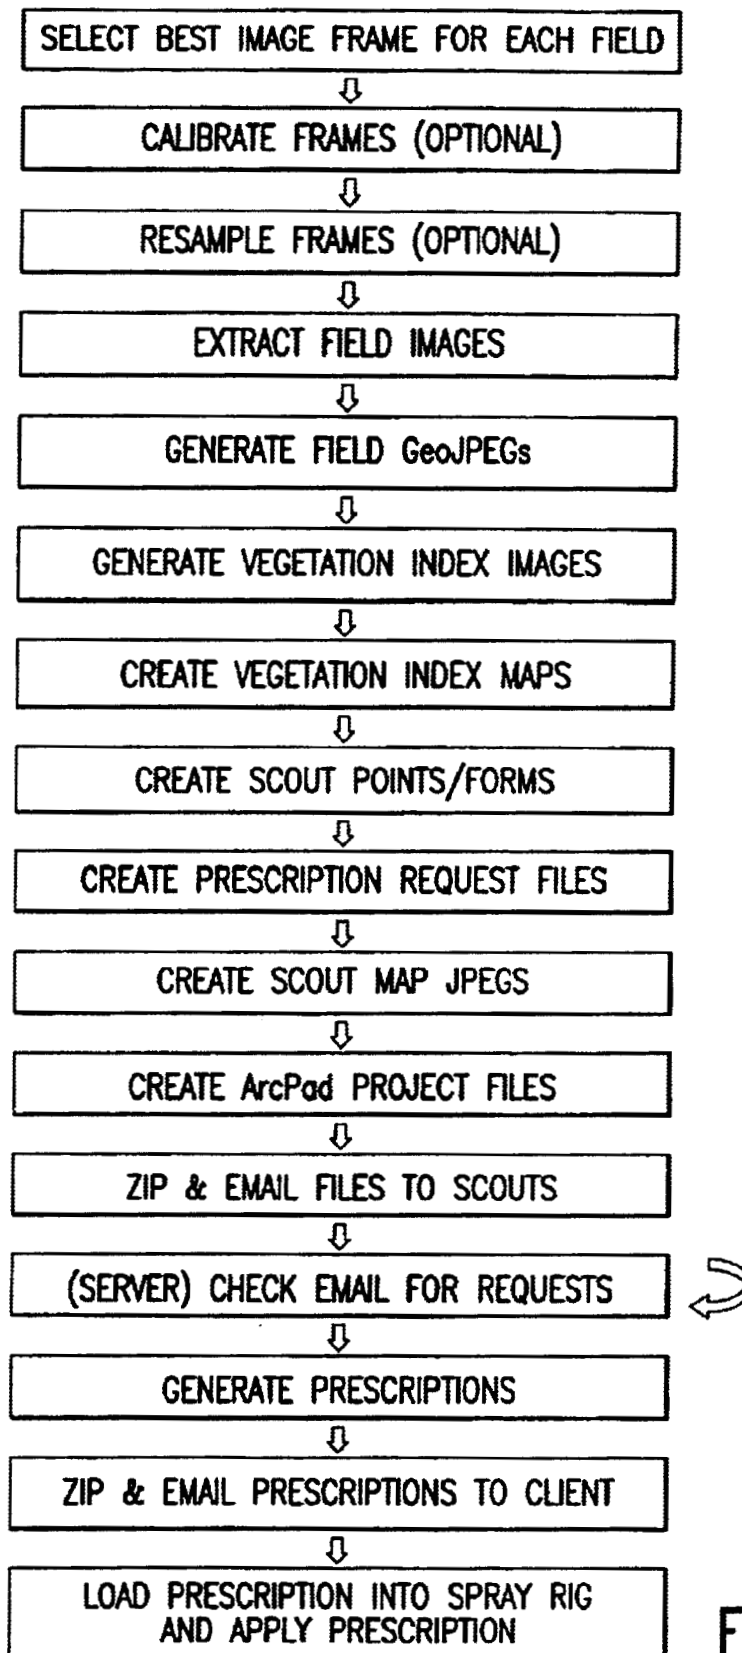 SELECT BEST IMAGE FRAME FOR EACH FIELD
CALIBRATE FRAMES (OPTIONAL)
RESAMPLE FRAMES (OPTIONAL)
EXTRACT FIELD IMAGES
GENERATE FIELD GeoJPEGs
GENERATE VEGETATION INDEX IMAGES
CREATE VEGETATION INDEX MAPS
CREATE SCOUT POINTS/FORMS
CREATE PRESCRIPTION REQUEST FILES
CREATE SCOUT MAP JPEGS
CREATE ArcPad PROJECT FILES
ZIP & EMAIL FILES TO SCOUTS
(SERVER) CHECK EMAIL FOR REQUESTS
GENERATE PRESCRIPTIONS
ZIP & EMAIL PRESCRIPTIONS TO CLIENT
LOAD PRESCRIPTION INTO SPRAY RIG
AND APPLY PRESCRIPTION